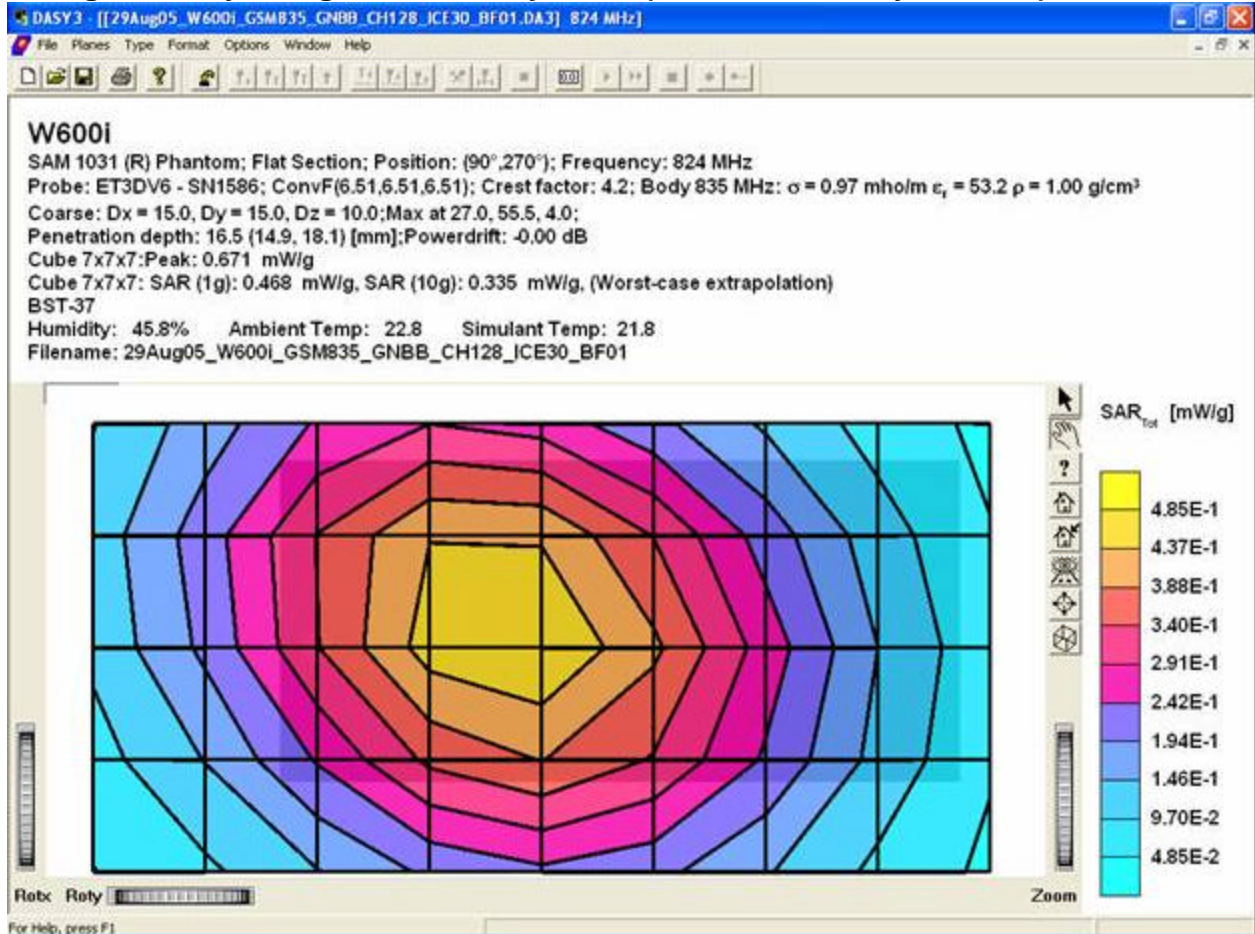 DASY3 - [[29Aug05_W600i_GSM835_GNBB_CH128_ICE30_BF01.DA3] 824 MHz]
File Planes Type Format Options Window Help
W600i
SAM 1031 (R) Phantom; Flat Section; Position: (90°,270°); Frequency: 824 MHz
Probe: ET3DV6 - SN1586; ConvF(6.51,6.51,6.51); Crest factor: 4.2; Body 835 MHz: σ = 0.97 mho/m εr = 53.2 ρ = 1.00 g/cm³
Coarse: Dx = 15.0, Dy = 15.0, Dz = 10.0;Max at 27.0, 55.5, 4.0;
Penetration depth: 16.5 (14.9, 18.1) [mm];Powerdrift: -0.00 dB
Cube 7x7x7:Peak: 0.671 mW/g
Cube 7x7x7: SAR (1g): 0.468 mW/g, SAR (10g): 0.335 mW/g, (Worst-case extrapolation)
BST-37
Humidity: 45.8% Ambient Temp: 22.8 Simulant Temp: 21.8
Filename: 29Aug05_W600i_GSM835_GNBB_CH128_ICE30_BF01
SARTot [mW/g]
4.85E-1
4.37E-1
3.88E-1
3.40E-1
2.91E-1
2.42E-1
1.94E-1
1.46E-1
9.70E-2
4.85E-2
Rotx Roty Zoom
For Help, press F1